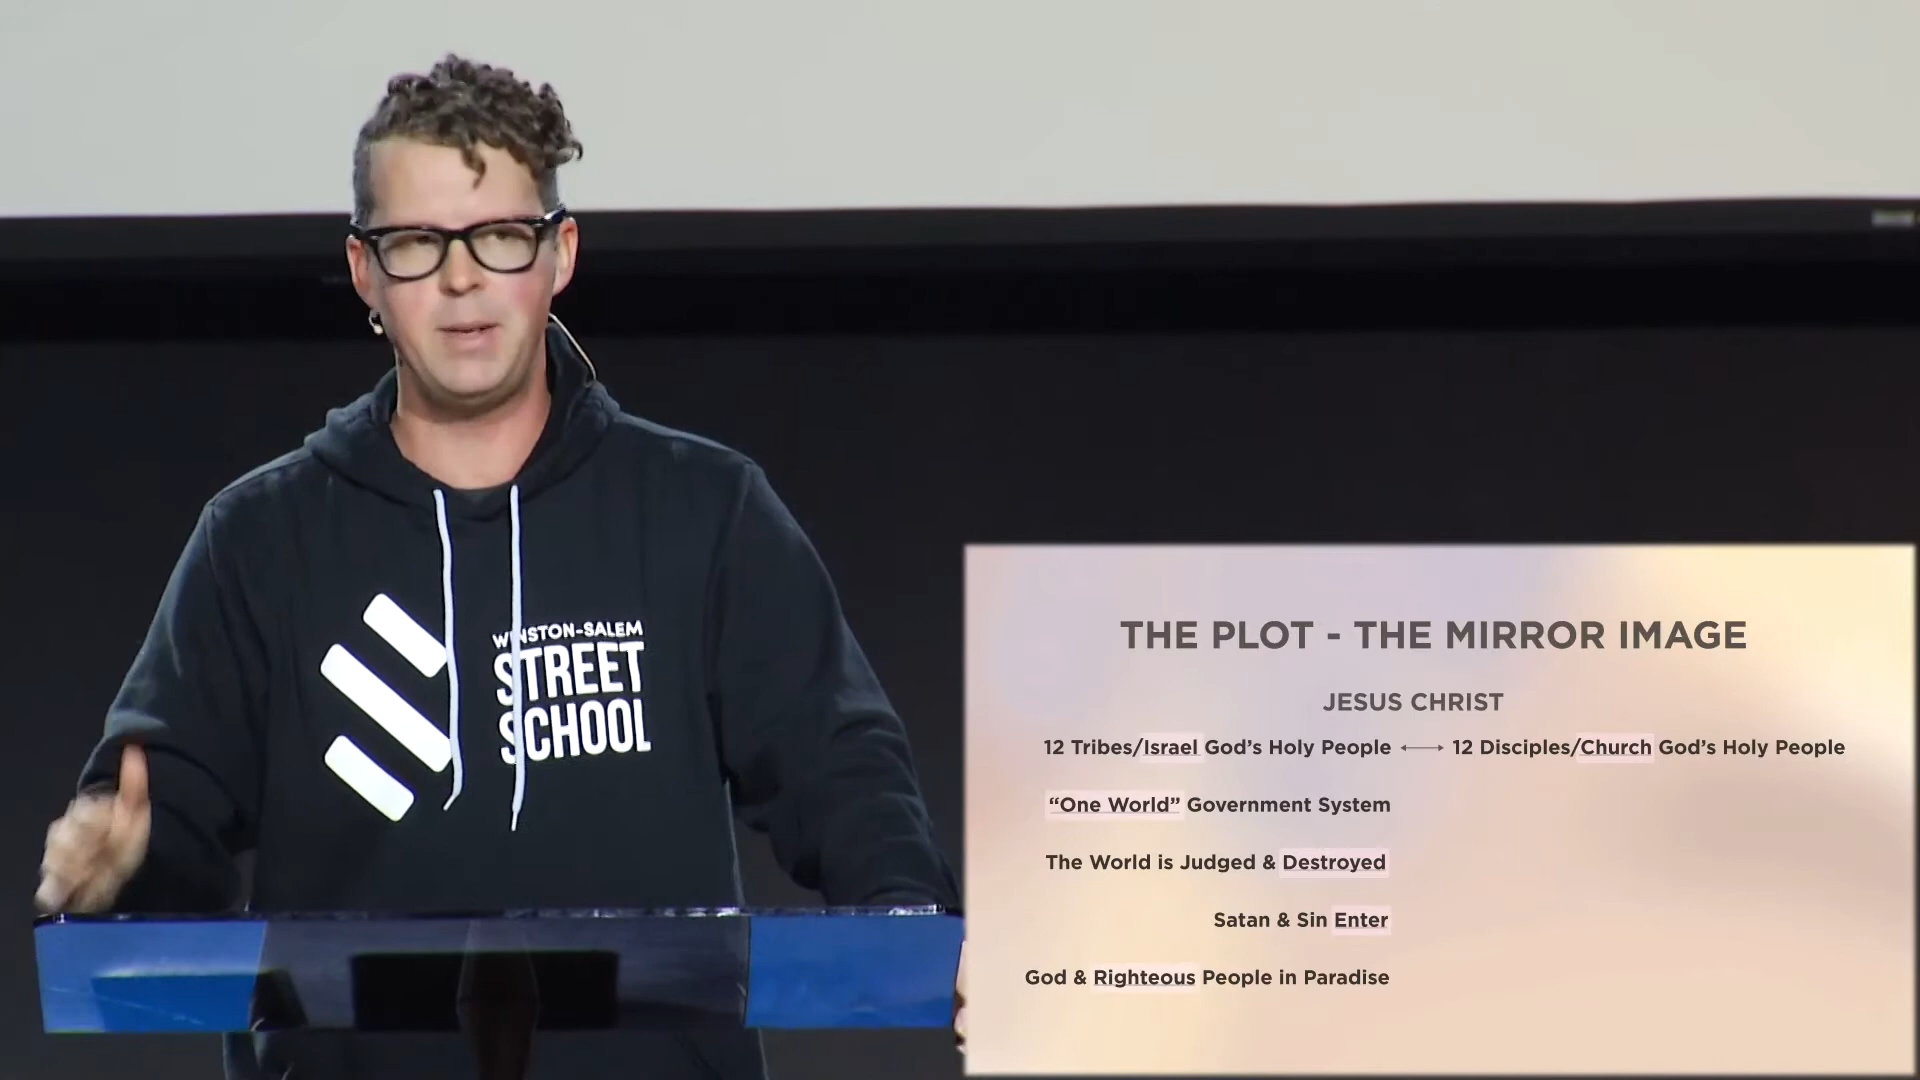 WINSTON-SALEM
STREET
SCHOOL
THE PLOT - THE MIRROR IMAGE
JESUS CHRIST
12 Tribes/Israel God’s Holy People ⟷ 12 Disciples/Church God’s Holy People
“One World” Government System
The World is Judged & Destroyed
Satan & Sin Enter
God & Righteous People in Paradise